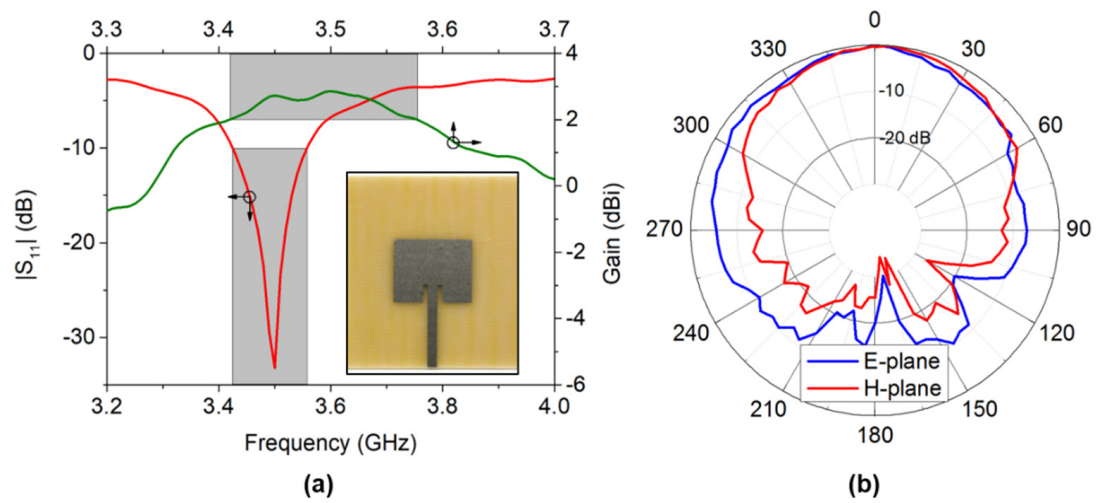 3.3 3.4 3.5 3.6 3.7
0 4
-10 2
-20 0
-30 -2
-4
-6
|S11| (dB)
Gain (dBi)
3.2 3.4 3.6 3.8 4.0
Frequency (GHz)
(a)
0
330 30
-10
300 60
-20 dB
270 90
240 120
E-plane
H-plane
210 150
180
(b)